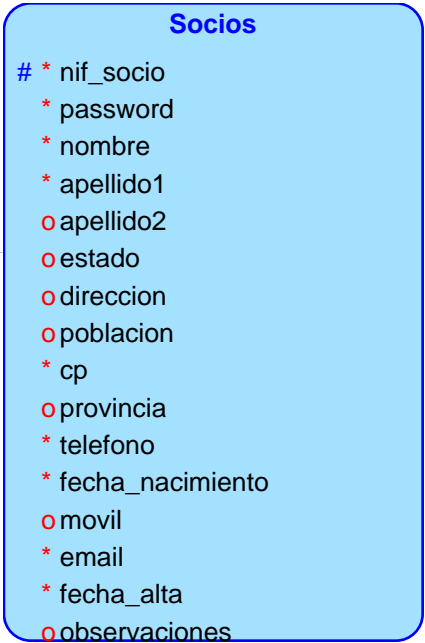 Socios
# * nif_socio
* password
* nombre
* apellido1
o apellido2
o estado
o direccion
o poblacion
* cp
o provincia
* telefono
* fecha_nacimiento
o movil
* email
* fecha_alta
o observaciones